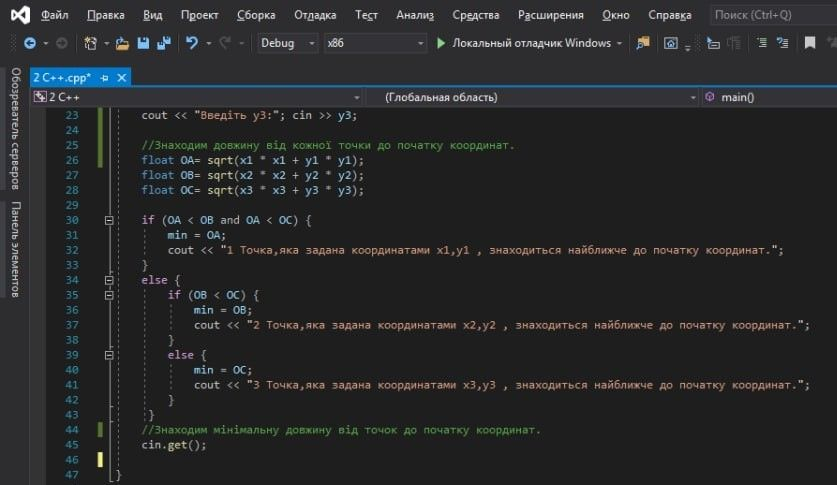 Файл Правка Вид Проект Сборка Отладка Тест Анализ Средства Расширения Окно Справка Поиск (Ctrl+Q)
Debug x86 Локальный отладчик Windows
Обозреватель серверов
Панель элементов
2 C++.cpp*
2 C++ (Глобальная область) main()
23 cout << "Введіть y3:"; cin >> y3;
24
25 //Знаходим довжину від кожної точки до початку координат.
26 float OA= sqrt(x1 * x1 + y1 * y1);
27 float OB= sqrt(x2 * x2 + y2 * y2);
28 float OC= sqrt(x3 * x3 + y3 * y3);
29
30 if (OA < OB and OA < OC) {
31 min = OA;
32 cout << "1 Точка,яка задана координатами x1,y1 , знаходиться найближче до початку координат.";
33 }
34 else {
35 if (OB < OC) {
36 min = OB;
37 cout << "2 Точка,яка задана координатами x2,y2 , знаходиться найближче до початку координат.";
38 }
39 else {
40 min = OC;
41 cout << "3 Точка,яка задана координатами x3,y3 , знаходиться найближче до початку координат.";
42 }
43 }
44 //Знаходим мінімальну довжину від точок до початку координат.
45 cin.get();
46
47 }